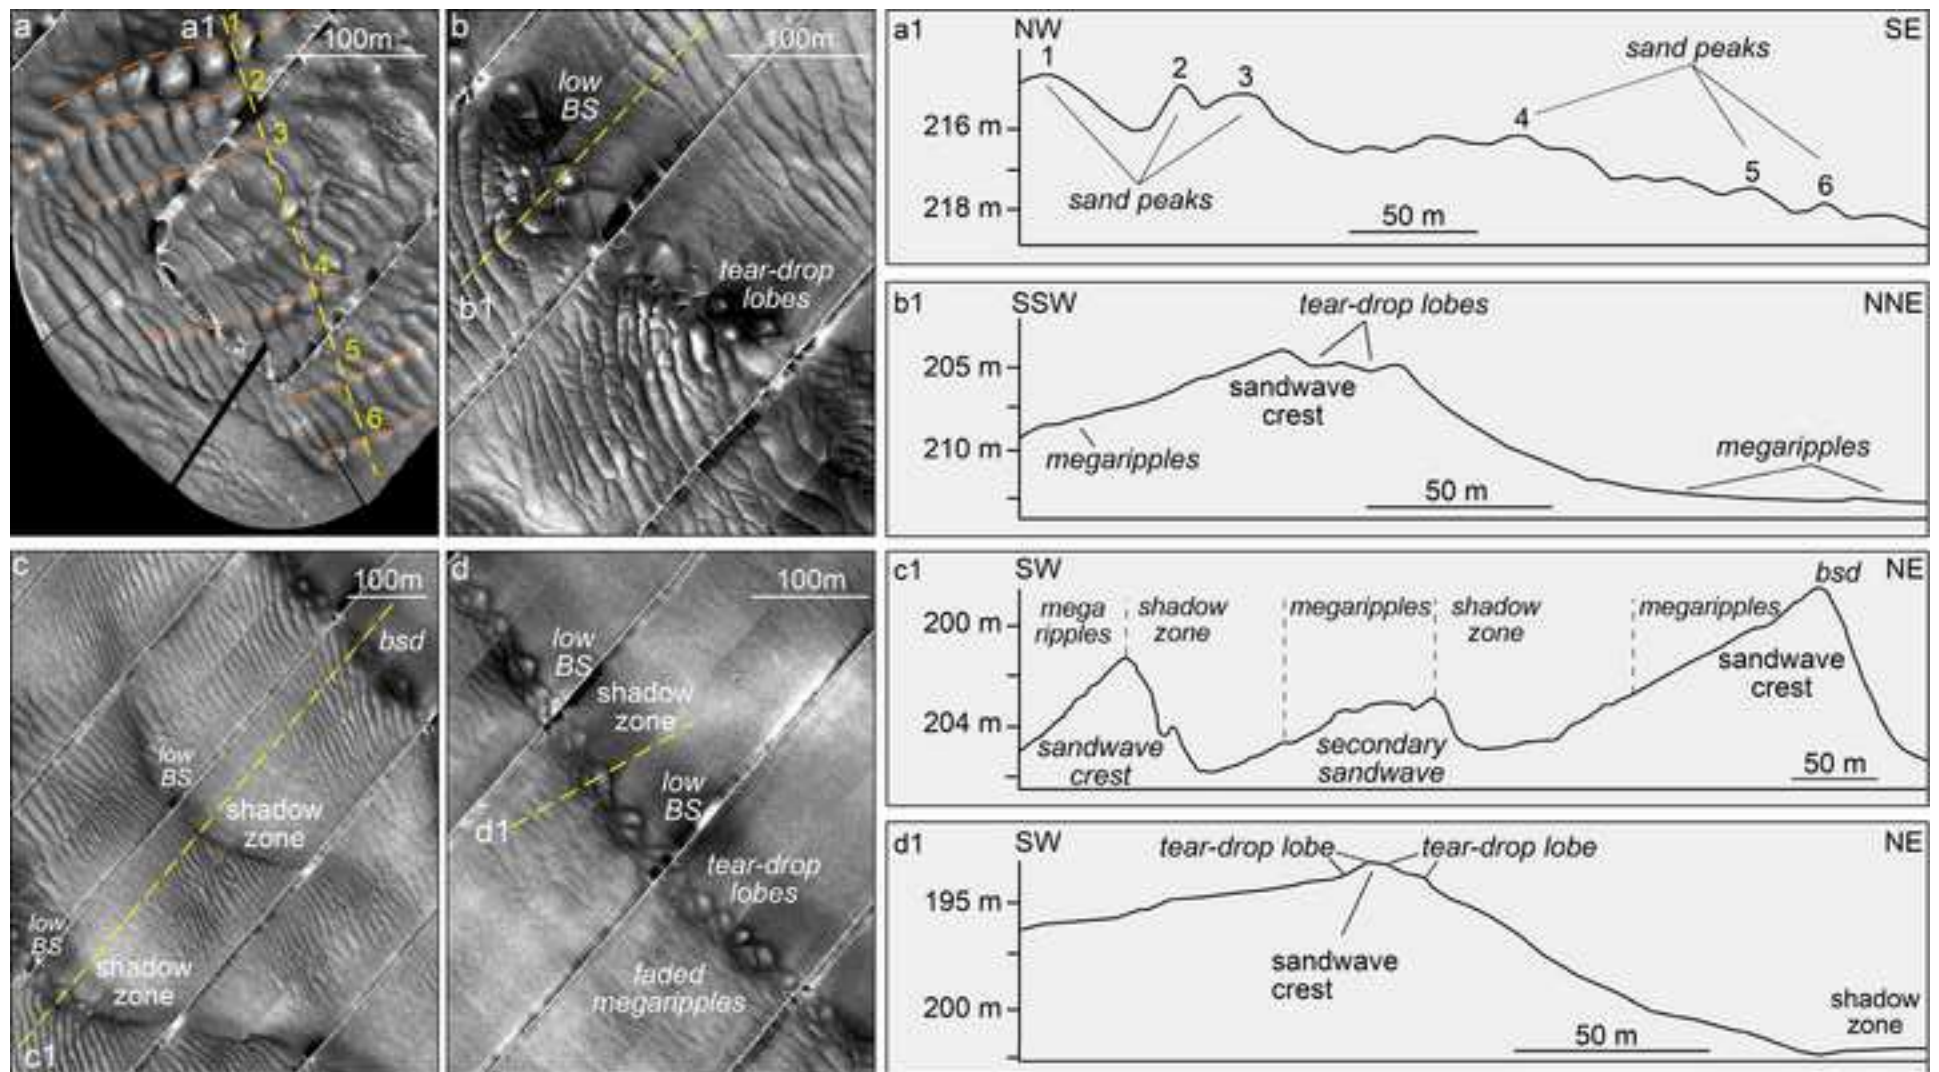 a
a1
1
100m
2
3
4
5
6
b
100m
low
BS
tear-drop
lobes
b1
a1
NW
SE
1
2
3
sand peaks
216 m
4
5
6
sand peaks
218 m
50 m
b1
SSW
NNE
tear-drop lobes
205 m
sandwave
crest
megaripples
210 m
megaripples
50 m
c
100m
bsd
low
BS
shadow
zone
low
BS
shadow
zone
c1
d
100m
low
BS
shadow
zone
low
BS
d1
tear-drop
lobes
faded
megaripples
c1
SW
bsd
NE
mega
ripples
shadow
zone
megaripples
shadow
zone
megaripples
200 m
sandwave
crest
204 m
sandwave
crest
secondary
sandwave
50 m
d1
SW
NE
tear-drop lobe
tear-drop lobe
195 m
sandwave
crest
200 m
50 m
shadow
zone